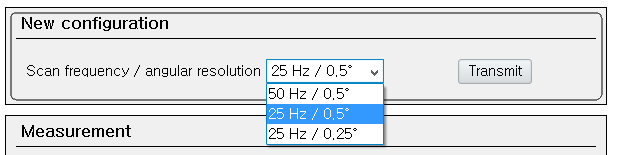 New configuration
Scan frequency / angular resolution 25 Hz / 0,5° Transmit
50 Hz / 0,5°
25 Hz / 0,5°
25 Hz / 0,25°
Measurement